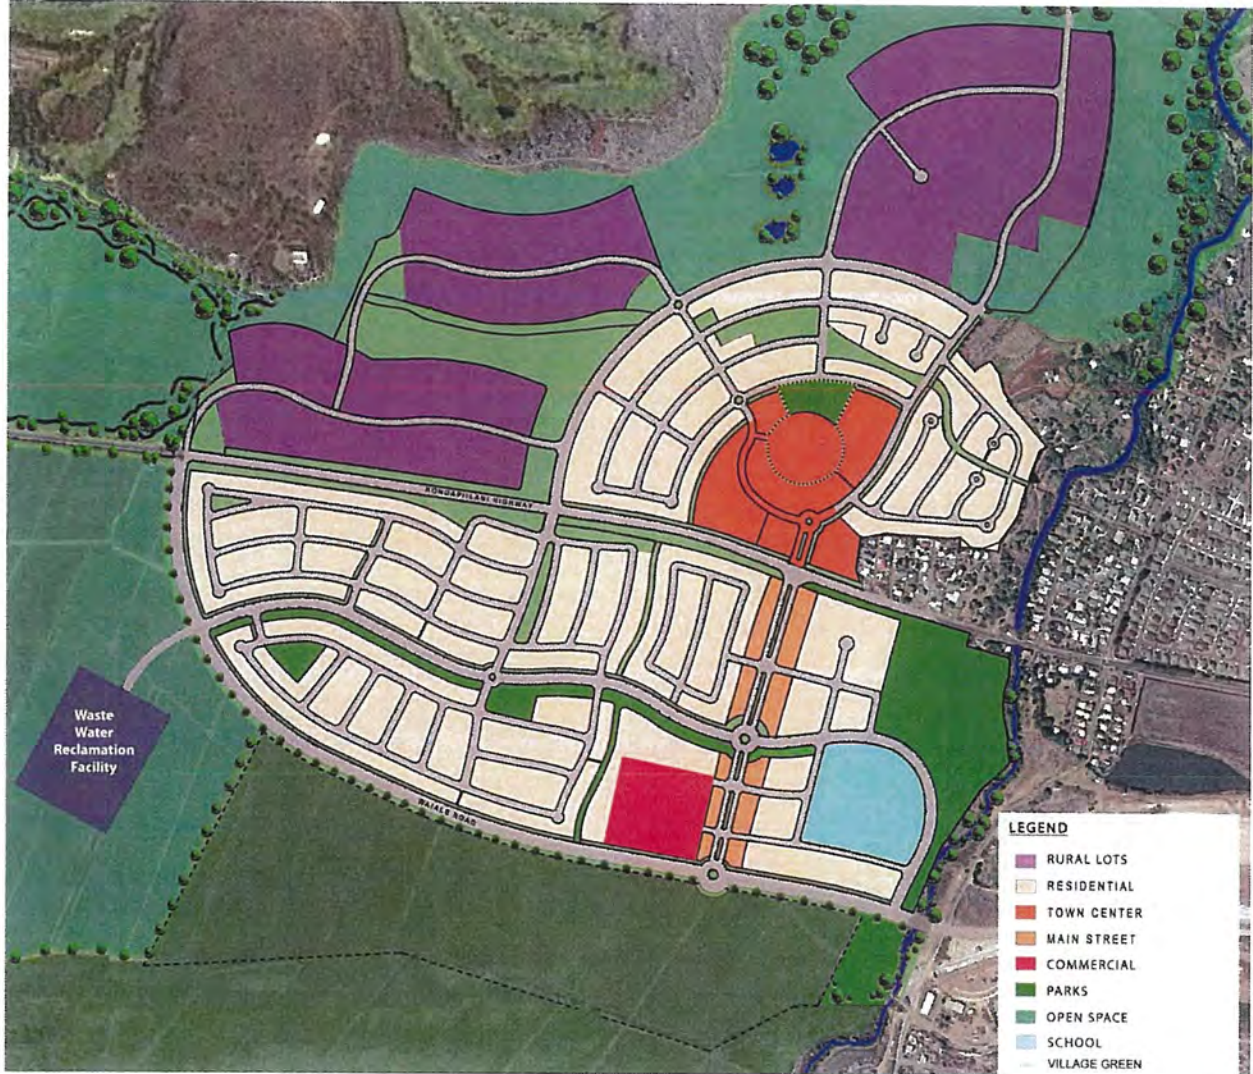 HONOAPIILANI HIGHWAY
Waste
Water
Reclamation
Facility
WAIALE ROAD
LEGEND
RURAL LOTS
RESIDENTIAL
TOWN CENTER
MAIN STREET
COMMERCIAL
PARKS
OPEN SPACE
SCHOOL
VILLAGE GREEN